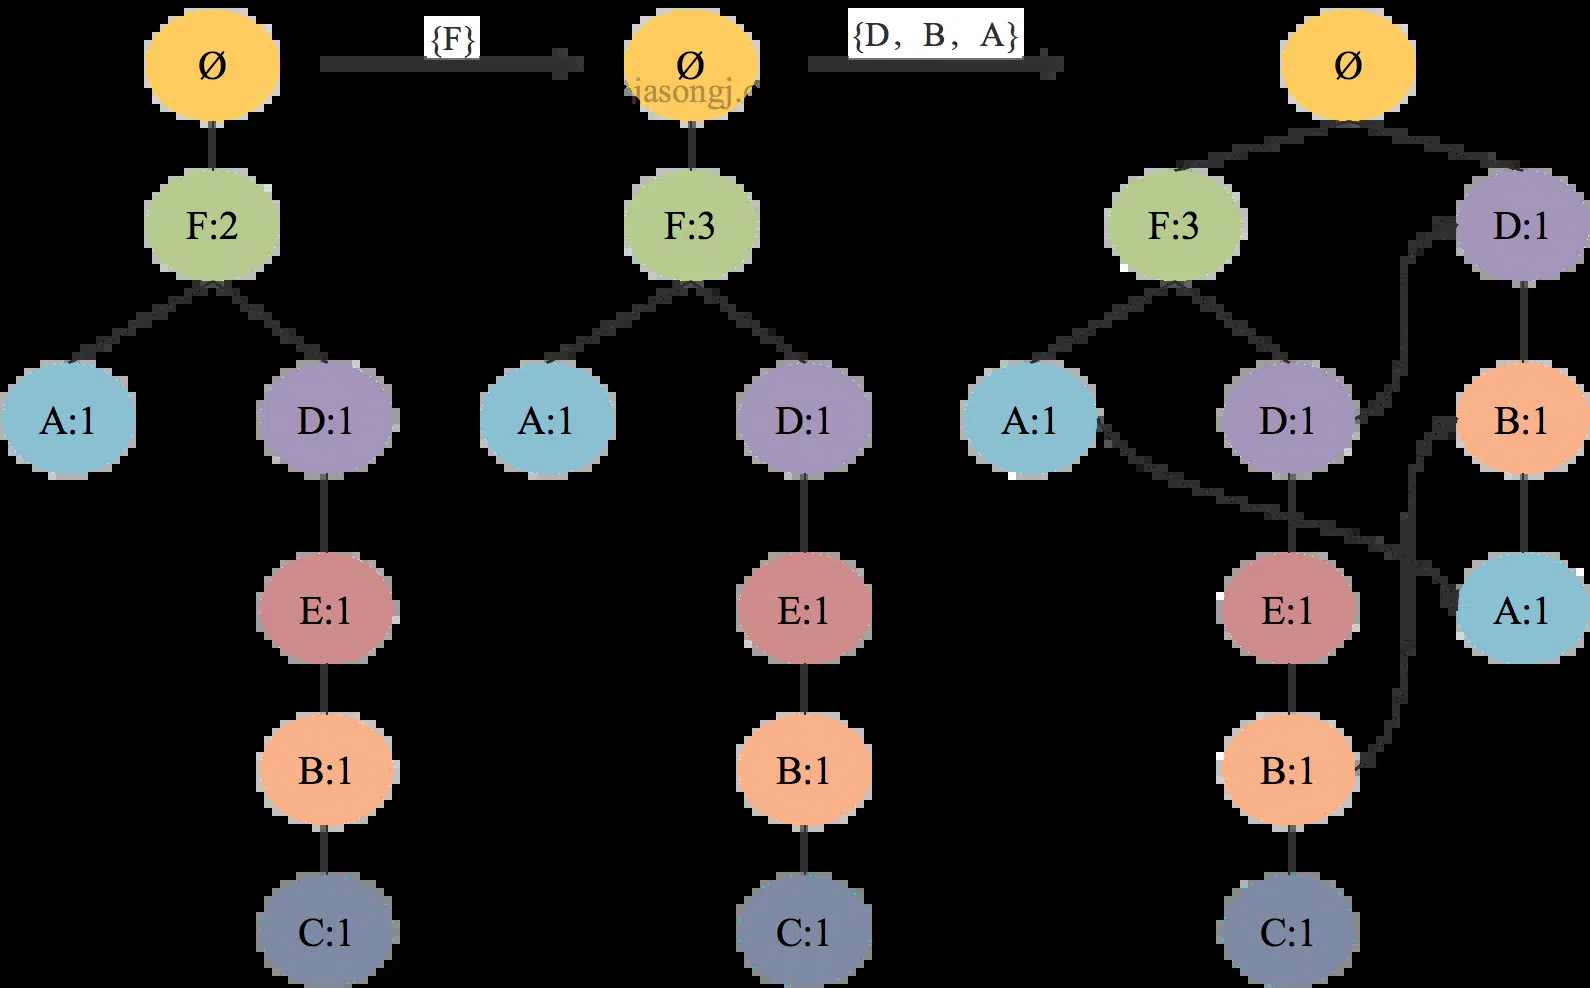 Ø {F} Ø {D, B, A} Ø
jasongj.
F:2 F:3 F:3 D:1
A:1 D:1 A:1 D:1 A:1 D:1 B:1
E:1 E:1 E:1 A:1
B:1 B:1 B:1
C:1 C:1 C:1